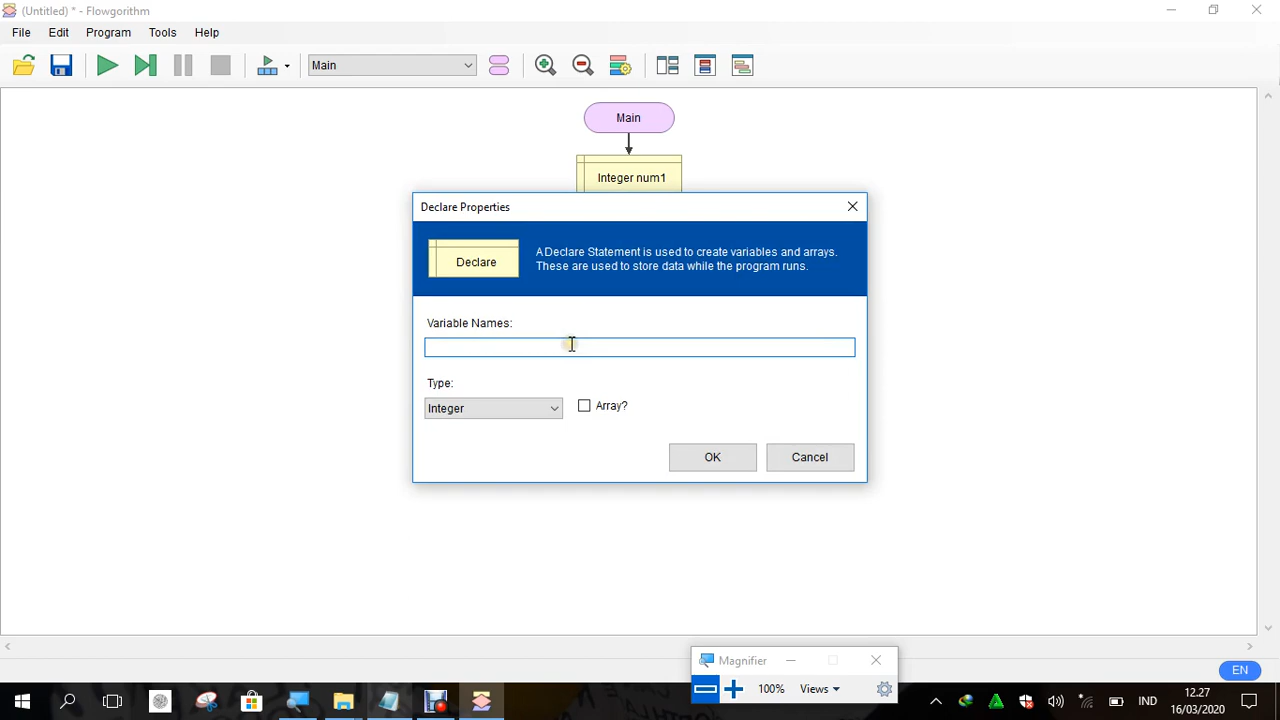 (Untitled) * - Flowgorithm
File Edit Program Tools Help
Main
Main
Integer num1
Declare Properties
Declare
A Declare Statement is used to create variables and arrays.
These are used to store data while the program runs.
Variable Names:
Type:
Integer
Array?
OK Cancel
Magnifier
100% Views
EN
IND
12.27
16/03/2020